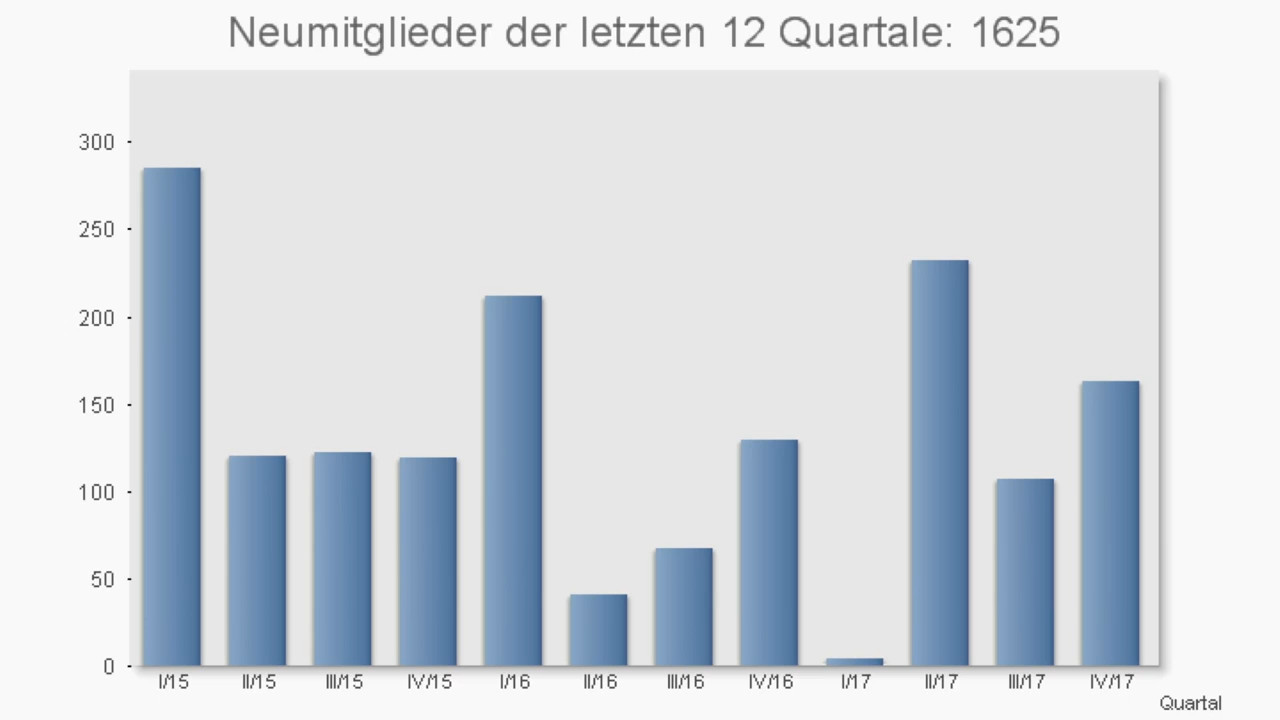 Neumitglieder der letzten 12 Quartale: 1625
300
250
200
150
100
50
0
I/15 II/15 III/15 IV/15 I/16 II/16 III/16 IV/16 I/17 II/17 III/17 IV/17
Quartal